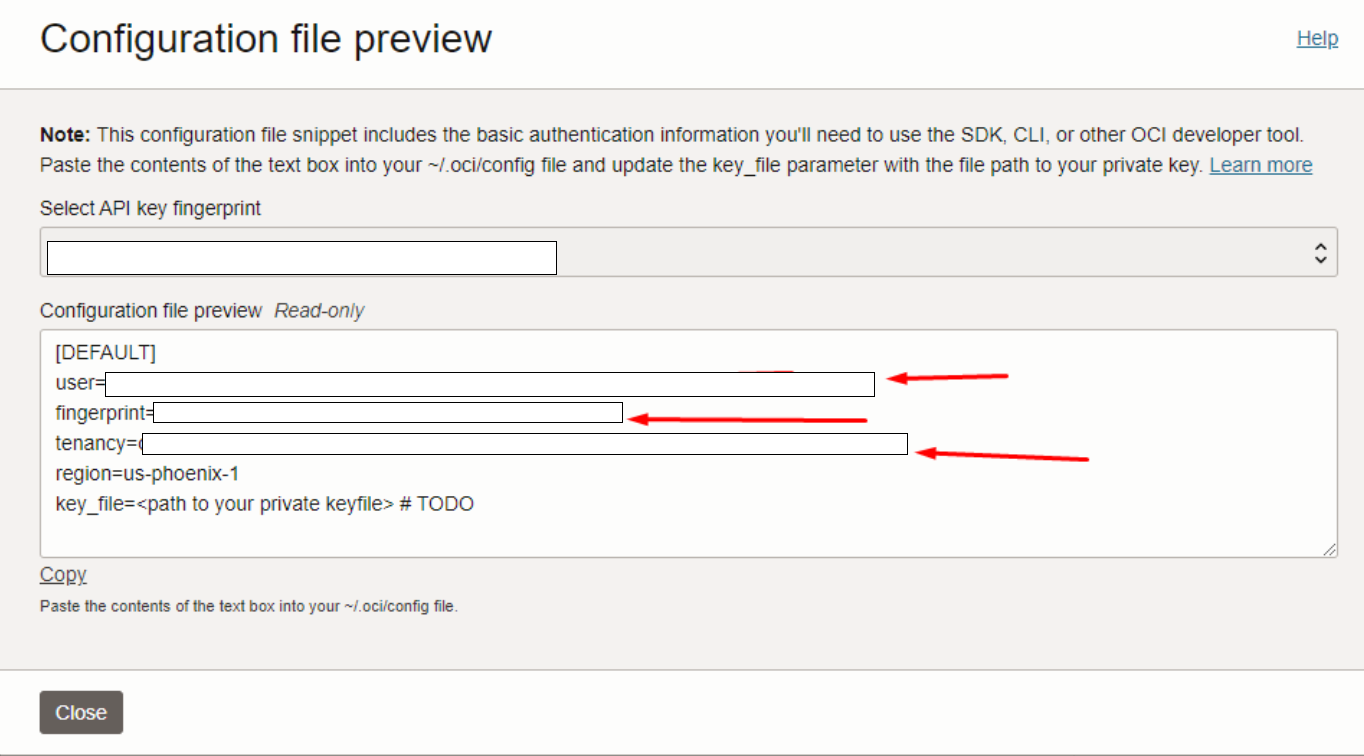 Configuration file preview
Help
Note: This configuration file snippet includes the basic authentication information you'll need to use the SDK, CLI, or other OCI developer tool.
Paste the contents of the text box into your ~/.oci/config file and update the key_file parameter with the file path to your private key. Learn more
Select API key fingerprint
Configuration file preview Read-only
[DEFAULT]
user=
fingerprint=
tenancy=
region=us-phoenix-1
key_file=<path to your private keyfile> # TODO
Copy
Paste the contents of the text box into your ~/.oci/config file.
Close